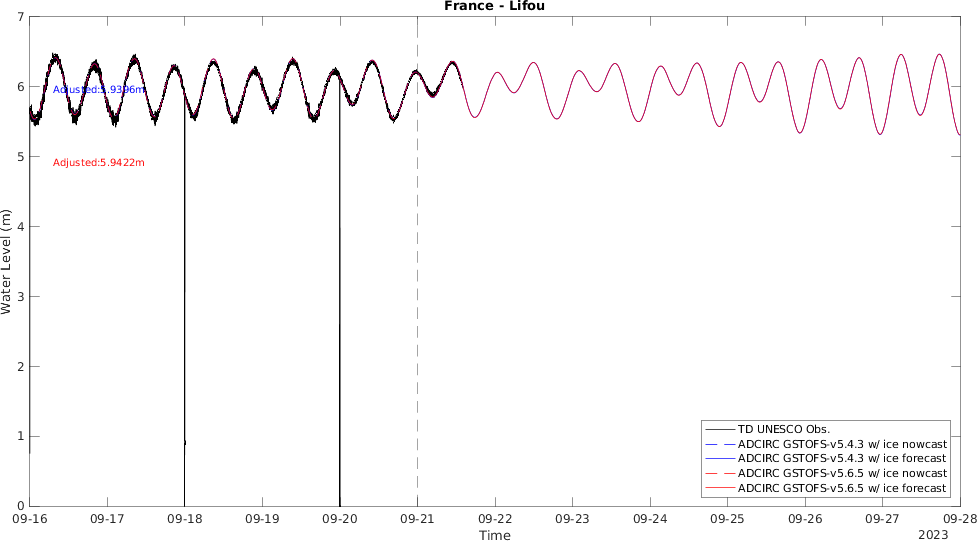 France - Lifou
7
6
5
4
3
2
1
0
Water Level (m)
Adjusted:5.9396m
Adjusted:5.9422m
TD UNESCO Obs.
ADCIRC GSTOFS-v5.4.3 w/ ice nowcast
ADCIRC GSTOFS-v5.4.3 w/ ice forecast
ADCIRC GSTOFS-v5.6.5 w/ ice nowcast
ADCIRC GSTOFS-v5.6.5 w/ ice forecast
09-16 09-17 09-18 09-19 09-20 09-21 09-22 09-23 09-24 09-25 09-26 09-27 09-28
Time
2023